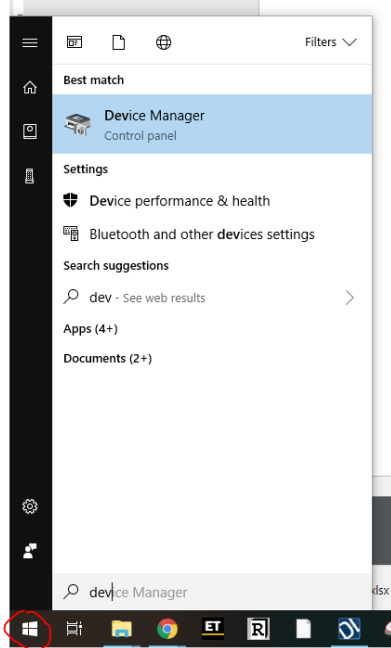 Filters
Best match
Device Manager
Control panel
Settings
Device performance & health
Bluetooth and other devices settings
Search suggestions
dev - See web results
Apps (4+)
Documents (2+)
device Manager
dsx
ET
R